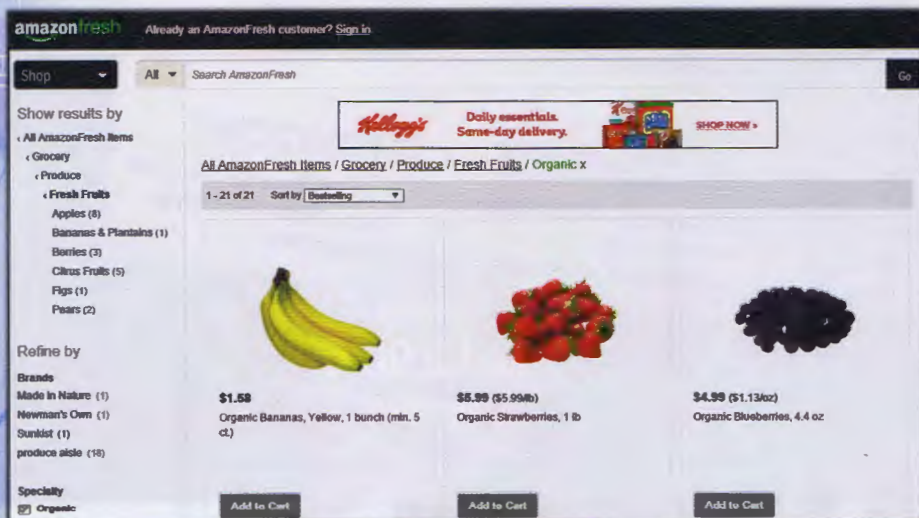 amazonfresh Already an AmazonFresh customer? Sign in
Shop All Search AmazonFresh Go
Kellogg's Daily essentials. Same-day delivery. SHOP NOW »
Show results by
‹ All AmazonFresh Items
‹ Grocery
‹ Produce
‹ Fresh Fruits
Apples (8)
Bananas & Plantains (1)
Berries (3)
Citrus Fruits (5)
Figs (1)
Pears (2)
Refine by
Brands
Made in Nature (1)
Newman's Own (1)
Sunkist (1)
produce aisle (18)
Specialty
Organic
All AmazonFresh Items / Grocery / Produce / Fresh Fruits / Organic x
1 - 21 of 21 Sort by Bestselling
$1.58
Organic Bananas, Yellow, 1 bunch (min. 5
ct.)
Add to Cart
$5.99 ($5.99/lb)
Organic Strawberries, 1 lb
Add to Cart
$4.99 ($1.13/oz)
Organic Blueberries, 4.4 oz
Add to Cart